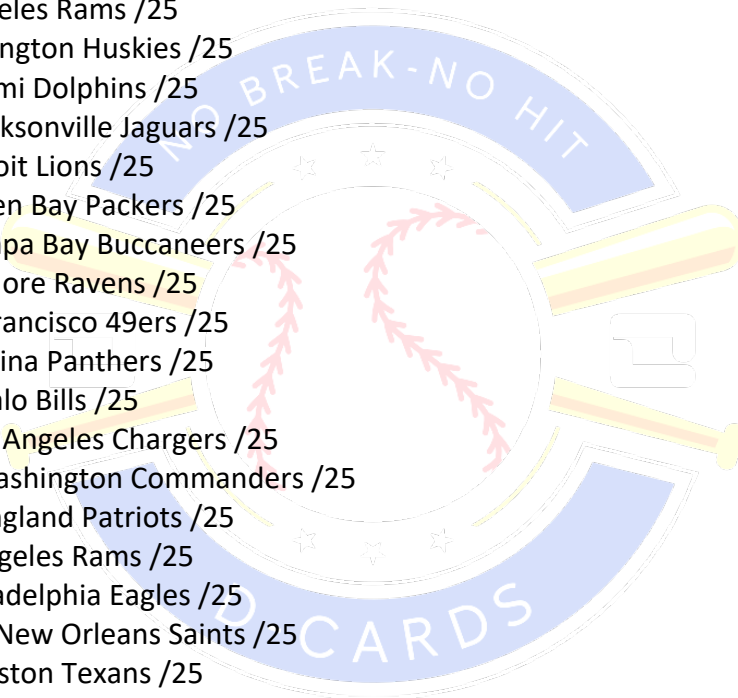 eles Rams /25
ington Huskies /25
mi Dolphins /25
ksonville Jaguars /25
oit Lions /25
en Bay Packers /25
pa Bay Buccaneers /25
ore Ravens /25
rancisco 49ers /25
ina Panthers /25
lo Bills /25
Angeles Chargers /25
ashington Commanders /25
gland Patriots /25
geles Rams /25
adelphia Eagles /25
New Orleans Saints /25
ston Texans /25
NO BREAK-NO HIT
D CARDS